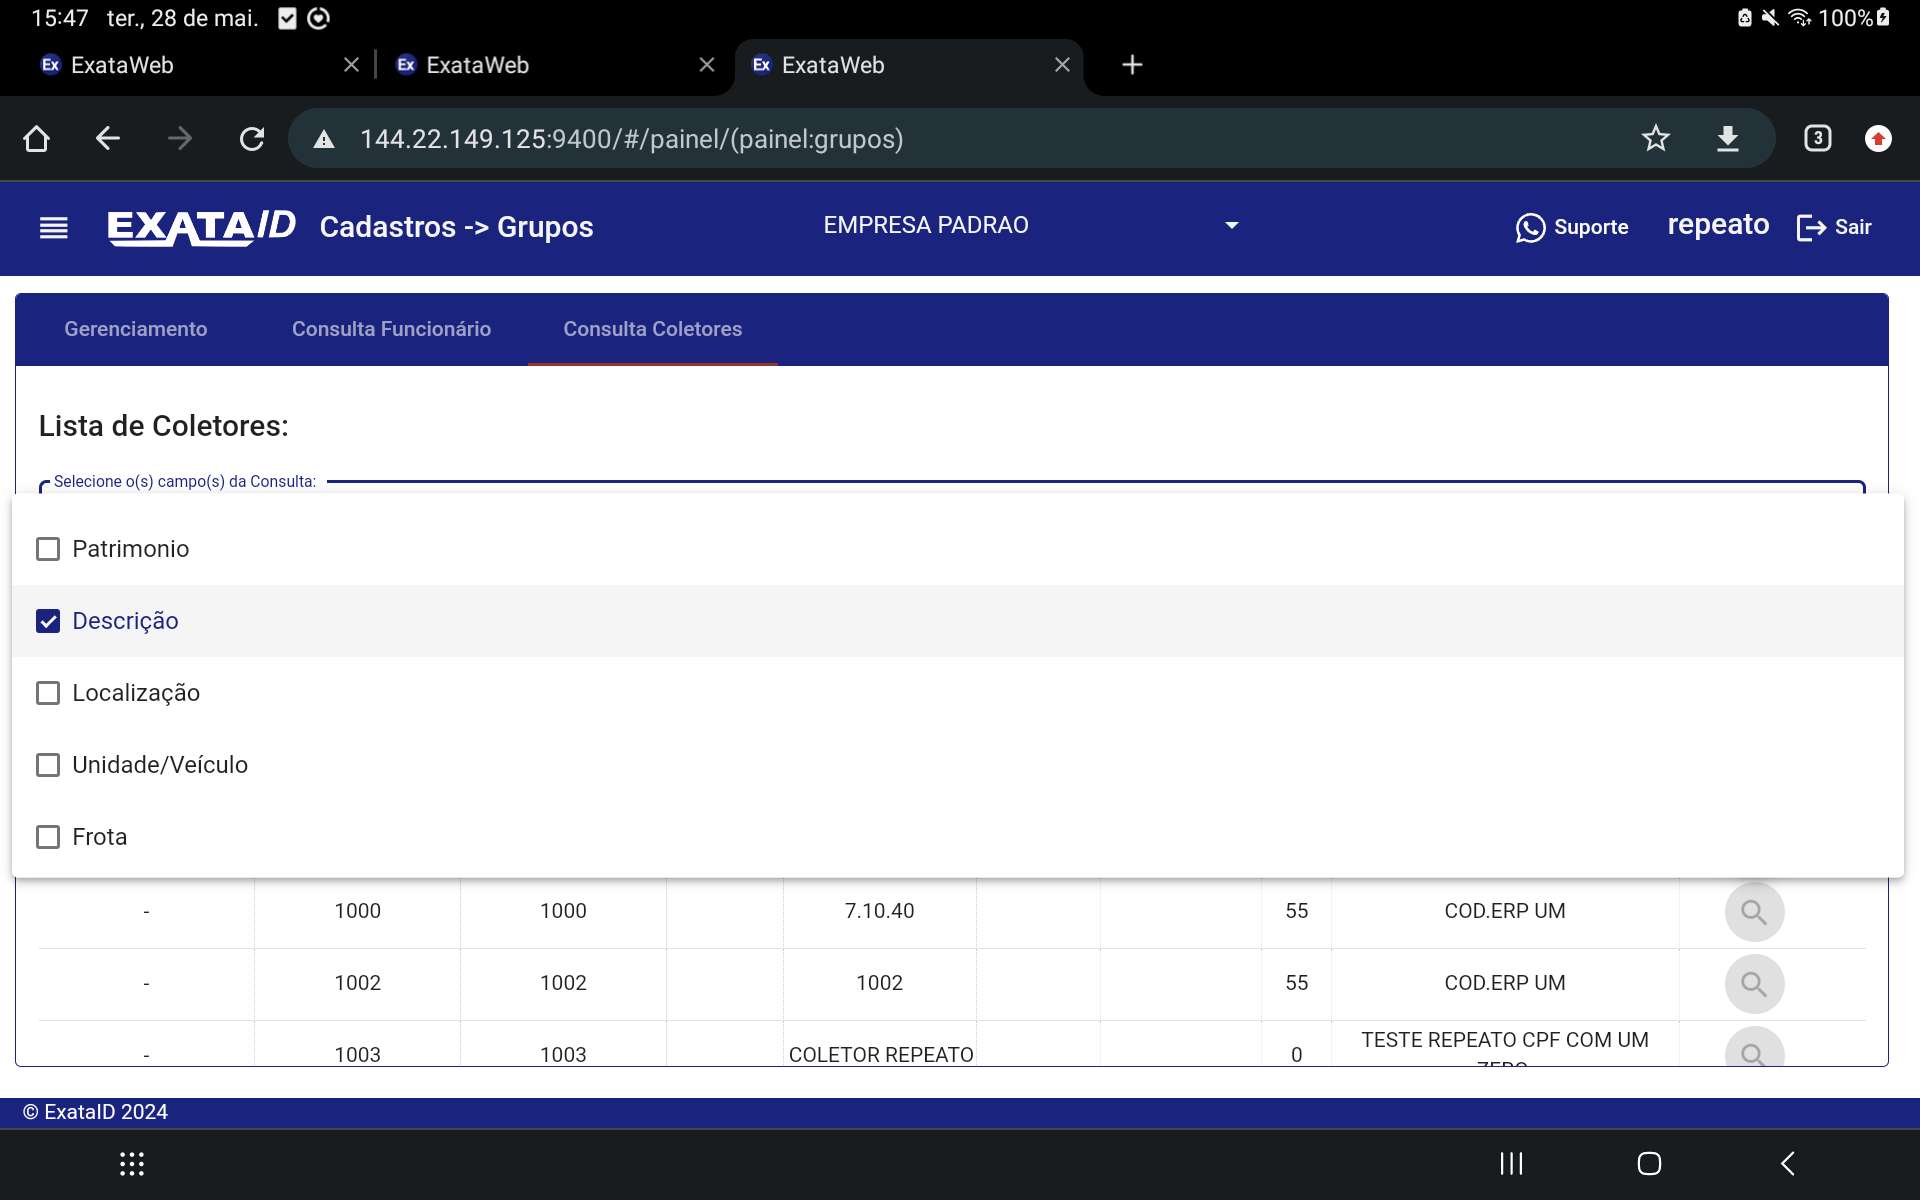 15:47 ter., 28 de mai. 100%
Ex ExataWeb Ex ExataWeb Ex ExataWeb
144.22.149.125:9400/#/painel/(painel:grupos) 3
EXATAID Cadastros -> Grupos EMPRESA PADRAO Suporte repeato Sair
Gerenciamento Consulta Funcionário Consulta Coletores
Lista de Coletores:
Selecione o(s) campo(s) da Consulta:
Patrimonio
Descrição
Localização
Unidade/Veículo
Frota
- 1000 1000 7.10.40 55 COD.ERP UM
- 1002 1002 1002 55 COD.ERP UM
- 1003 1003 COLETOR REPEATO 0 TESTE REPEATO CPF COM UM
© ExataID 2024